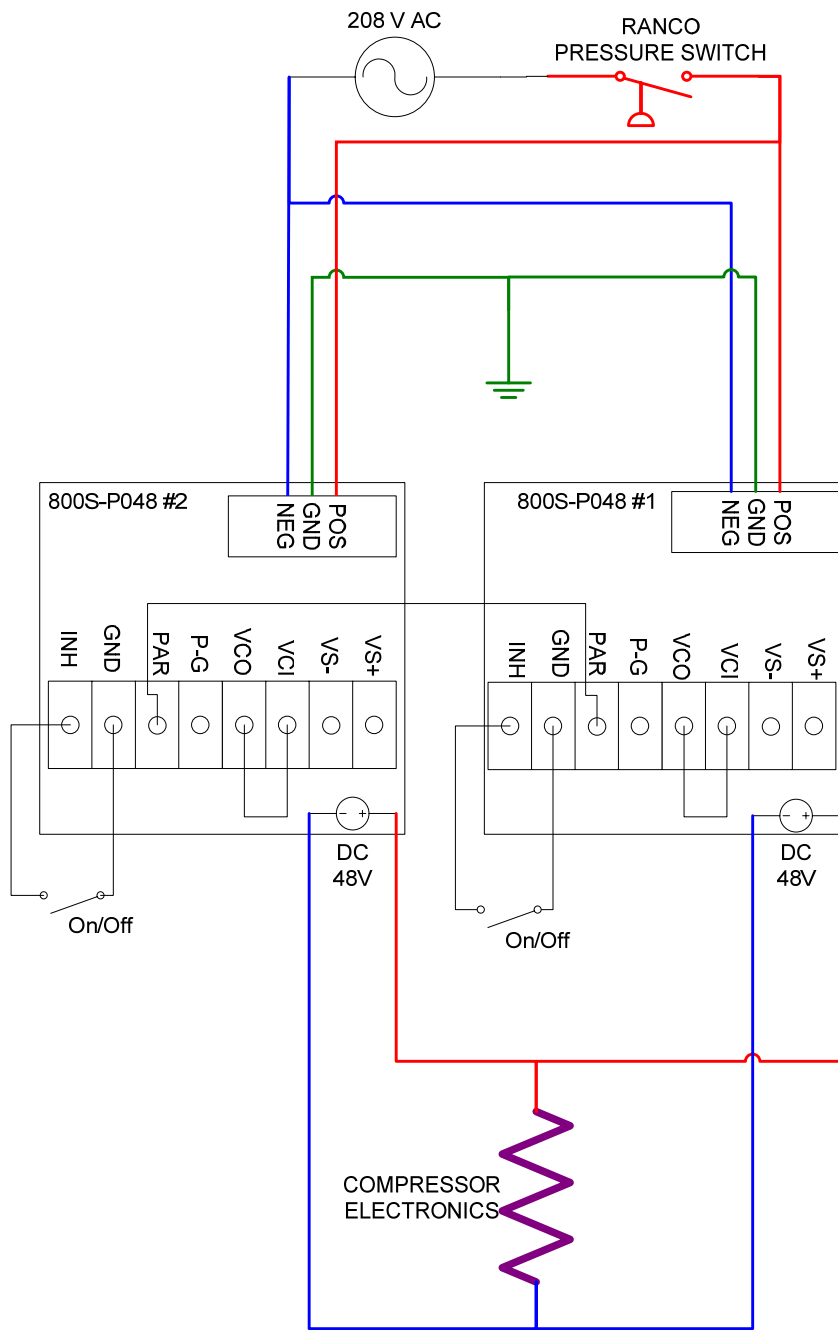 208 V AC
RANCO
PRESSURE SWITCH
800S-P048 #2
NEG
GND
POS
800S-P048 #1
NEG
GND
POS
INH
GND
PAR
P-G
VCO
VCI
VS-
VS+
INH
GND
PAR
P-G
VCO
VCI
VS-
VS+
- +
DC
48V
- +
DC
48V
On/Off
On/Off
COMPRESSOR
ELECTRONICS